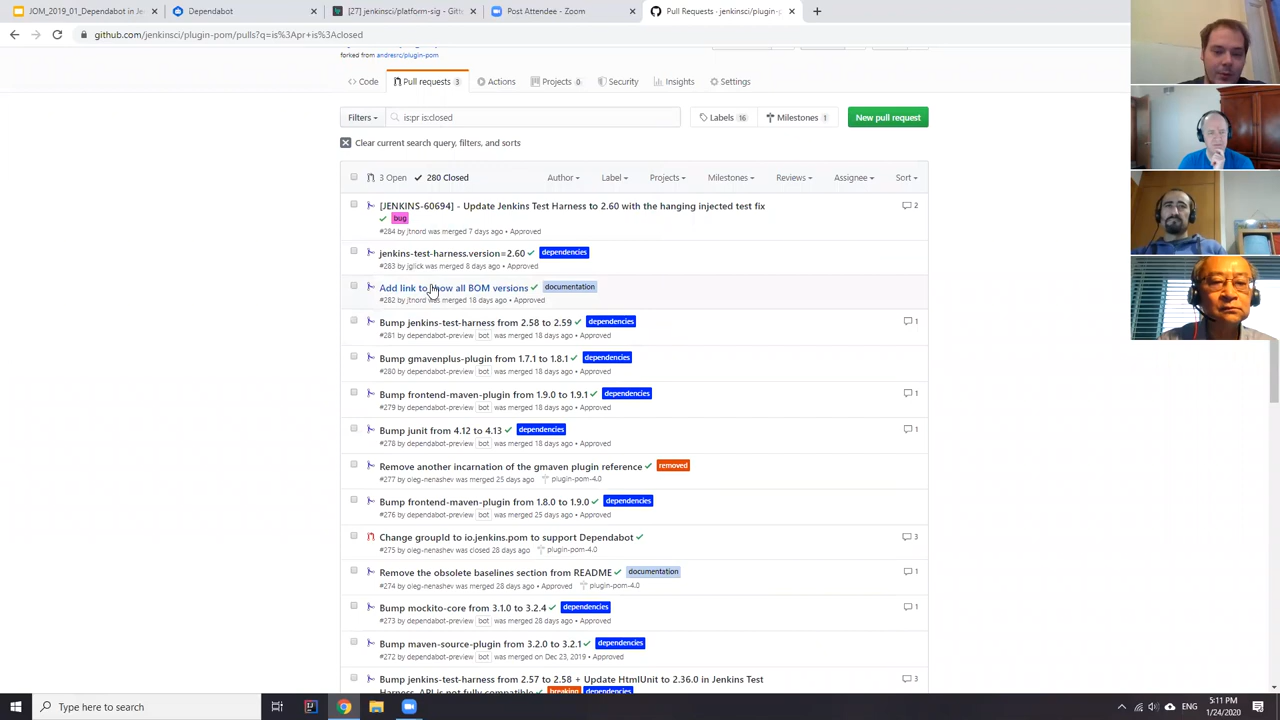 JOM_2019_01_Dependabot in Je
Dependabot
[27] jenkinsci/platform-sig - Gitte
Post Attendee - Zoom
Pull Requests · jenkinsci/plugin-p
github.com/jenkinsci/plugin-pom/pulls?q=is%3Apr+is%3Aclosed
forked from andresrc/plugin-pom
Code
Pull requests 3
Actions
Projects 0
Security
Insights
Settings
Filters
is:pr is:closed
Labels 16
Milestones 1
New pull request
Clear current search query, filters, and sorts
3 Open
280 Closed
Author
Label
Projects
Milestones
Reviews
Assignee
Sort
[JENKINS-60694] - Update Jenkins Test Harness to 2.60 with the hanging injected test fix
2
bug
#284 by jtnord was merged 7 days ago • Approved
jenkins-test-harness.version=2.60 dependencies
#283 by jglick was merged 8 days ago • Approved
Add link to show all BOM versions documentation
#282 by jtnord was merged 18 days ago • Approved
Bump jenkins-test-harness from 2.58 to 2.59 dependencies
1
#281 by dependabot-preview bot was merged 18 days ago • Approved
Bump gmavenplus-plugin from 1.7.1 to 1.8.1 dependencies
#280 by dependabot-preview bot was merged 18 days ago • Approved
Bump frontend-maven-plugin from 1.9.0 to 1.9.1 dependencies
1
#279 by dependabot-preview bot was merged 18 days ago • Approved
Bump junit from 4.12 to 4.13 dependencies
1
#278 by dependabot-preview bot was merged 18 days ago • Approved
Remove another incarnation of the gmaven plugin reference removed
#277 by oleg-nenashev was merged 25 days ago plugin-pom-4.0
Bump frontend-maven-plugin from 1.8.0 to 1.9.0 dependencies
#276 by dependabot-preview bot was merged 25 days ago • Approved
Change groupId to io.jenkins.pom to support Dependabot
3
#275 by oleg-nenashev was closed 28 days ago plugin-pom-4.0
Remove the obsolete baselines section from README documentation
1
#274 by oleg-nenashev was merged 28 days ago • Approved plugin-pom-4.0
Bump mockito-core from 3.1.0 to 3.2.4 dependencies
1
#273 by dependabot-preview bot was merged 28 days ago • Approved
Bump maven-source-plugin from 3.2.0 to 3.2.1 dependencies
#272 by dependabot-preview bot was merged on Dec 23, 2019 • Approved
Bump jenkins-test-harness from 2.57 to 2.58 + Update HtmlUnit to 2.36.0 in Jenkins Test
3
Harness. API is not fully compatible breaking dependencies
Type here to search
ENG
5:11 PM
1/24/2020